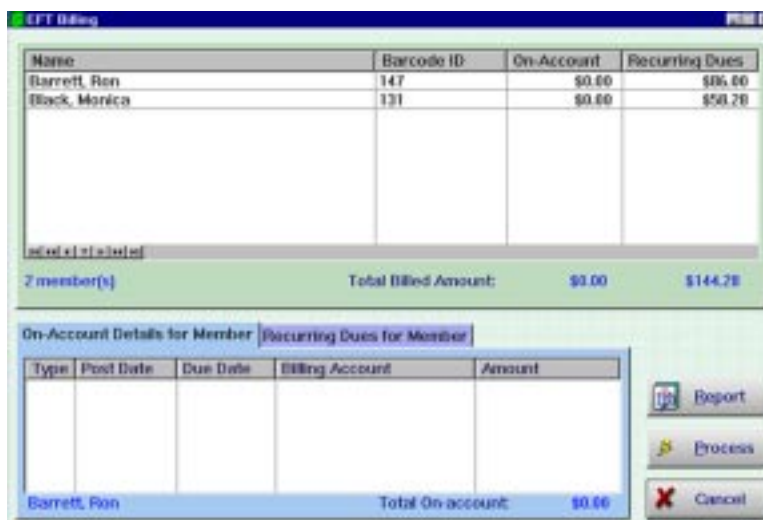 EFT Billing
Name Barcode ID On-Account Recurring Dues
Barrett, Ron 147 $0.00 $86.00
Black, Monica 131 $0.00 $58.28
2 member(s) Total Billed Amount: $0.00 $144.28
On-Account Details for Member Recurring Dues for Member
Type Post Date Due Date Billing Account Amount
Report
Process
Barrett, Ron Total On-account: $0.00
Cancel